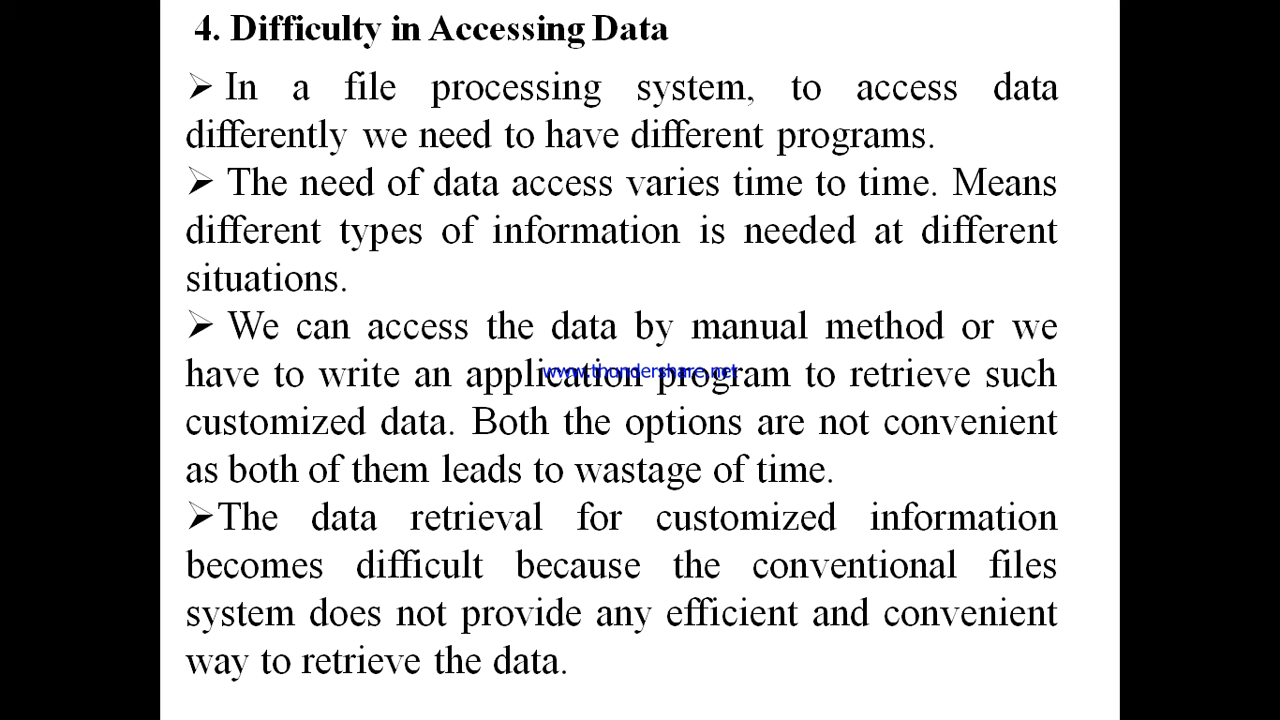 4. Difficulty in Accessing Data
➢ In a file processing system, to access data
differently we need to have different programs.
➢ The need of data access varies time to time. Means
different types of information is needed at different
situations.
➢ We can access the data by manual method or we
have to write an application program to retrieve such
www.thundershare.net
customized data. Both the options are not convenient
as both of them leads to wastage of time.
➢The data retrieval for customized information
becomes difficult because the conventional files
system does not provide any efficient and convenient
way to retrieve the data.